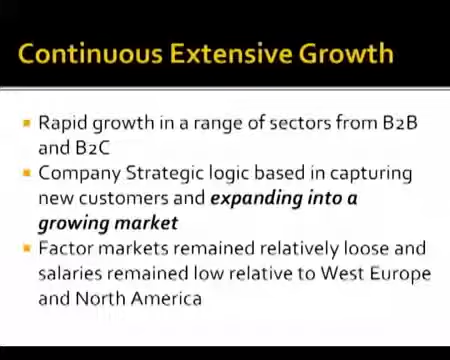 Continuous Extensive Growth
Rapid growth in a range of sectors from B2B
and B2C
Company Strategic logic based in capturing
new customers and expanding into a
growing market
Factor markets remained relatively loose and
salaries remained low relative to West Europe
and North America